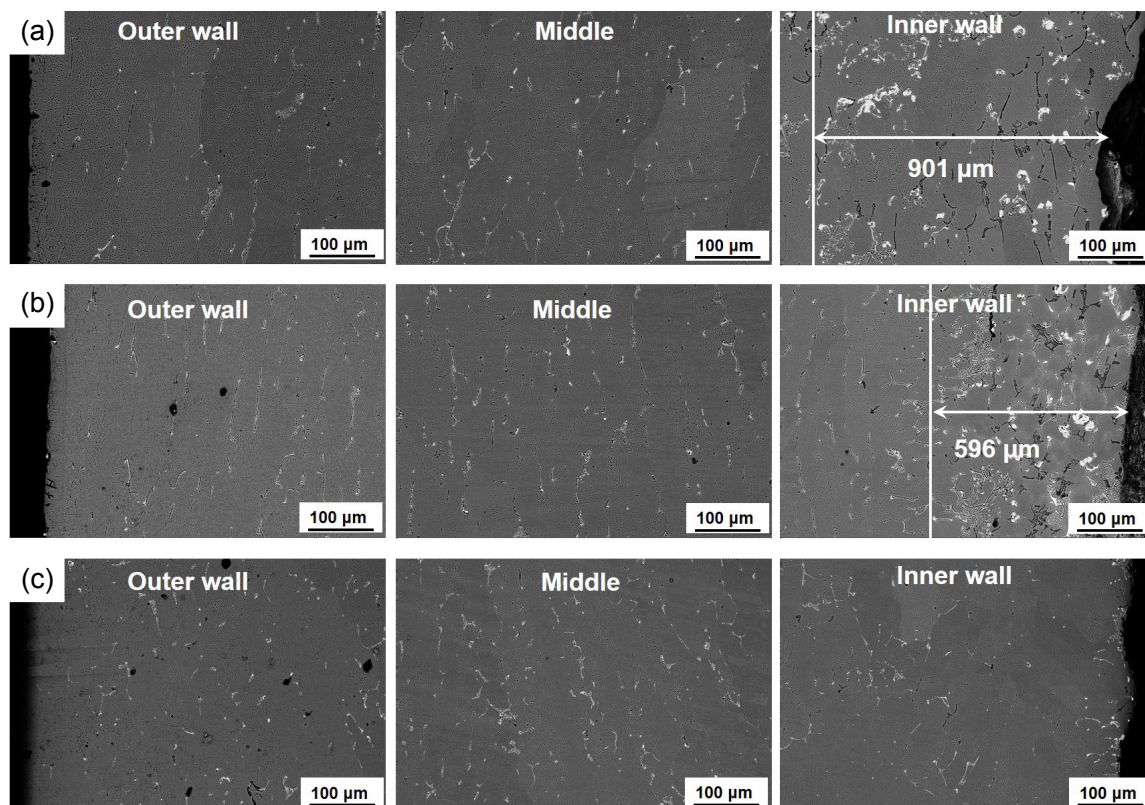 (a)
Outer wall
Middle
Inner wall
901 µm
100 µm
100 µm
100 µm
(b)
Outer wall
Middle
Inner wall
596 µm
100 µm
100 µm
100 µm
(c)
Outer wall
Middle
Inner wall
100 µm
100 µm
100 µm